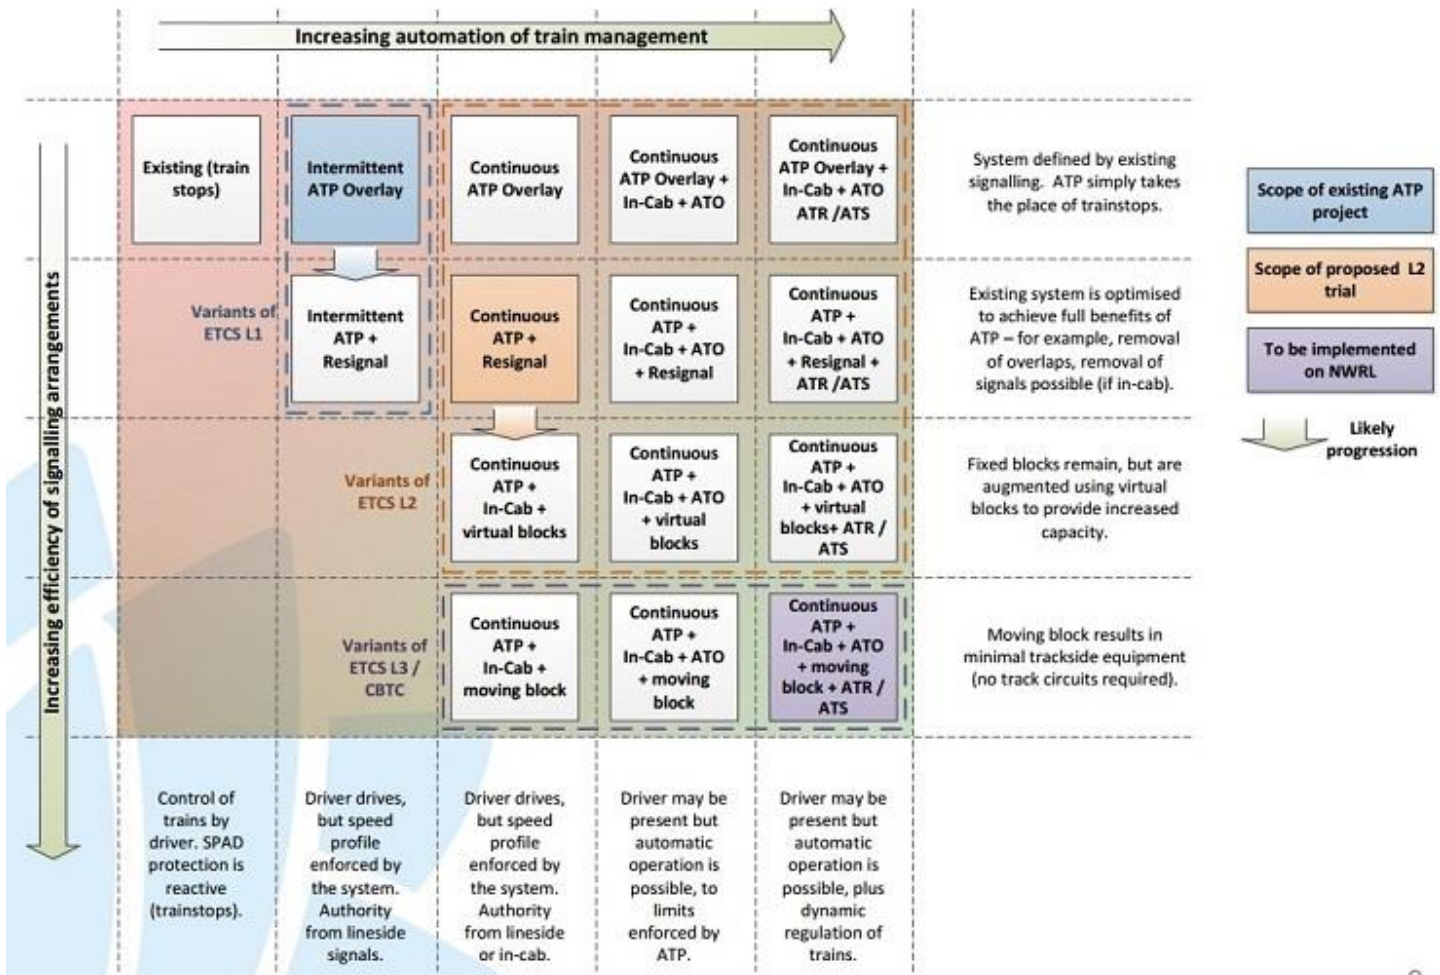 Increasing automation of train management
Increasing efficiency of signalling arrangements
Existing (train
stops)
Intermittent
ATP Overlay
Continuous
ATP Overlay
Continuous
ATP Overlay +
In-Cab + ATO
Continuous
ATP Overlay +
In-Cab + ATO
ATR /ATS
System defined by existing
signalling. ATP simply takes
the place of trainstops.
Variants of
ETCS L1
Intermittent
ATP +
Resignal
Continuous
ATP +
Resignal
Continuous
ATP +
In-Cab + ATO
+ Resignal
Continuous
ATP +
In-Cab + ATO
+ Resignal +
ATR /ATS
Existing system is optimised
to achieve full benefits of
ATP – for example, removal
of overlaps, removal of
signals possible (if in-cab).
Variants of
ETCS L2
Continuous
ATP +
In-Cab +
virtual blocks
Continuous
ATP +
In-Cab + ATO
+ virtual
blocks
Continuous
ATP +
In-Cab + ATO
+ virtual
blocks+ ATR /
ATS
Fixed blocks remain, but are
augmented using virtual
blocks to provide increased
capacity.
Variants of
ETCS L3 /
CBTC
Continuous
ATP +
In-Cab +
moving block
Continuous
ATP +
In-Cab + ATO
+ moving
block
Continuous
ATP +
In-Cab + ATO
+ moving
block + ATR /
ATS
Moving block results in
minimal trackside equipment
(no track circuits required).
Control of
trains by
driver. SPAD
protection is
reactive
(trainstops).
Driver drives,
but speed
profile
enforced by
the system.
Authority
from lineside
signals.
Driver drives,
but speed
profile
enforced by
the system.
Authority
from lineside
or in-cab.
Driver may be
present but
automatic
operation is
possible, to
limits
enforced by
ATP.
Driver may be
present but
automatic
operation is
possible, plus
dynamic
regulation of
trains.
Scope of existing ATP
project
Scope of proposed L2
trial
To be implemented
on NWRL
Likely
progression